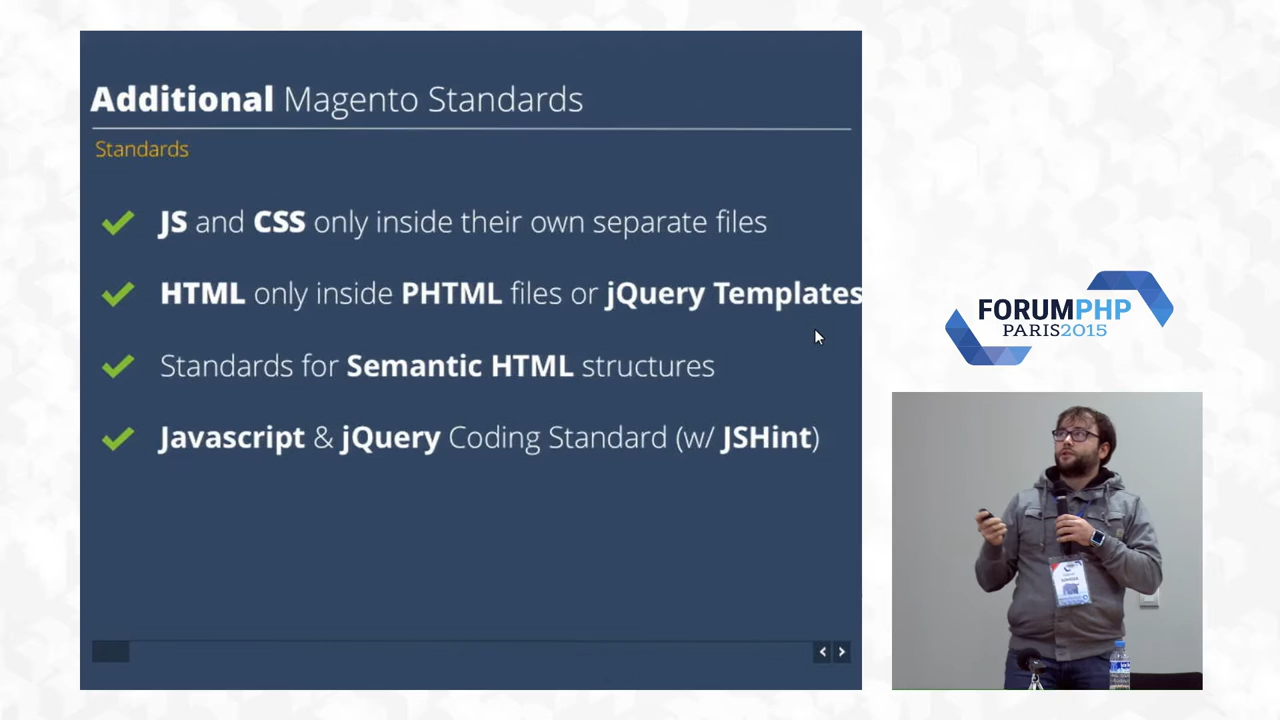 Additional Magento Standards
Standards
JS and CSS only inside their own separate files
HTML only inside PHTML files or jQuery Templates
Standards for Semantic HTML structures
Javascript & jQuery Coding Standard (w/ JSHint)
FORUMPHP
PARIS2015